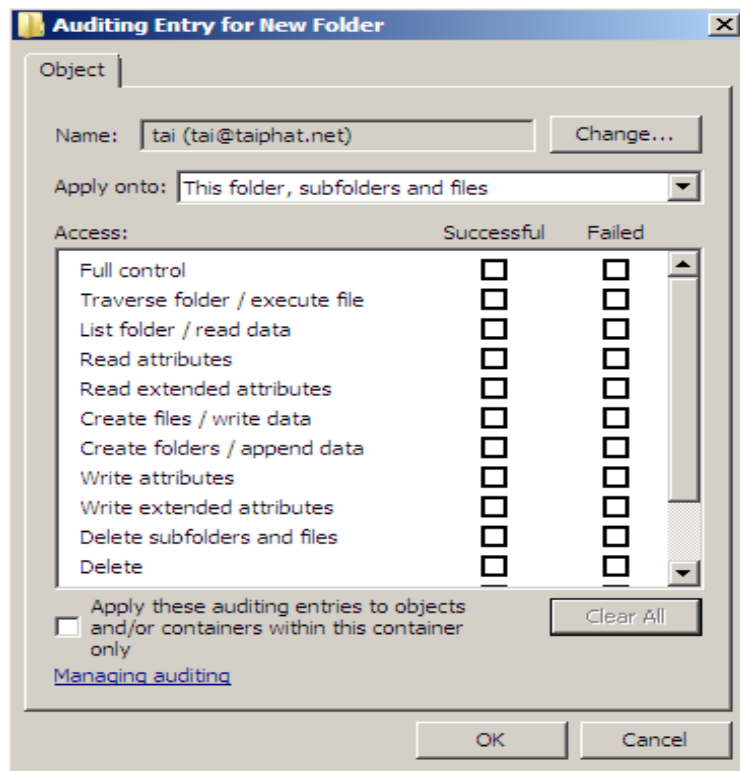 Auditing Entry for New Folder
Object
Name: tai (tai@taiphat.net) Change...
Apply onto: This folder, subfolders and files
Access: Successful Failed
Full control
Traverse folder / execute file
List folder / read data
Read attributes
Read extended attributes
Create files / write data
Create folders / append data
Write attributes
Write extended attributes
Delete subfolders and files
Delete
Apply these auditing entries to objects
and/or containers within this container
only
Clear All
Managing auditing
OK Cancel